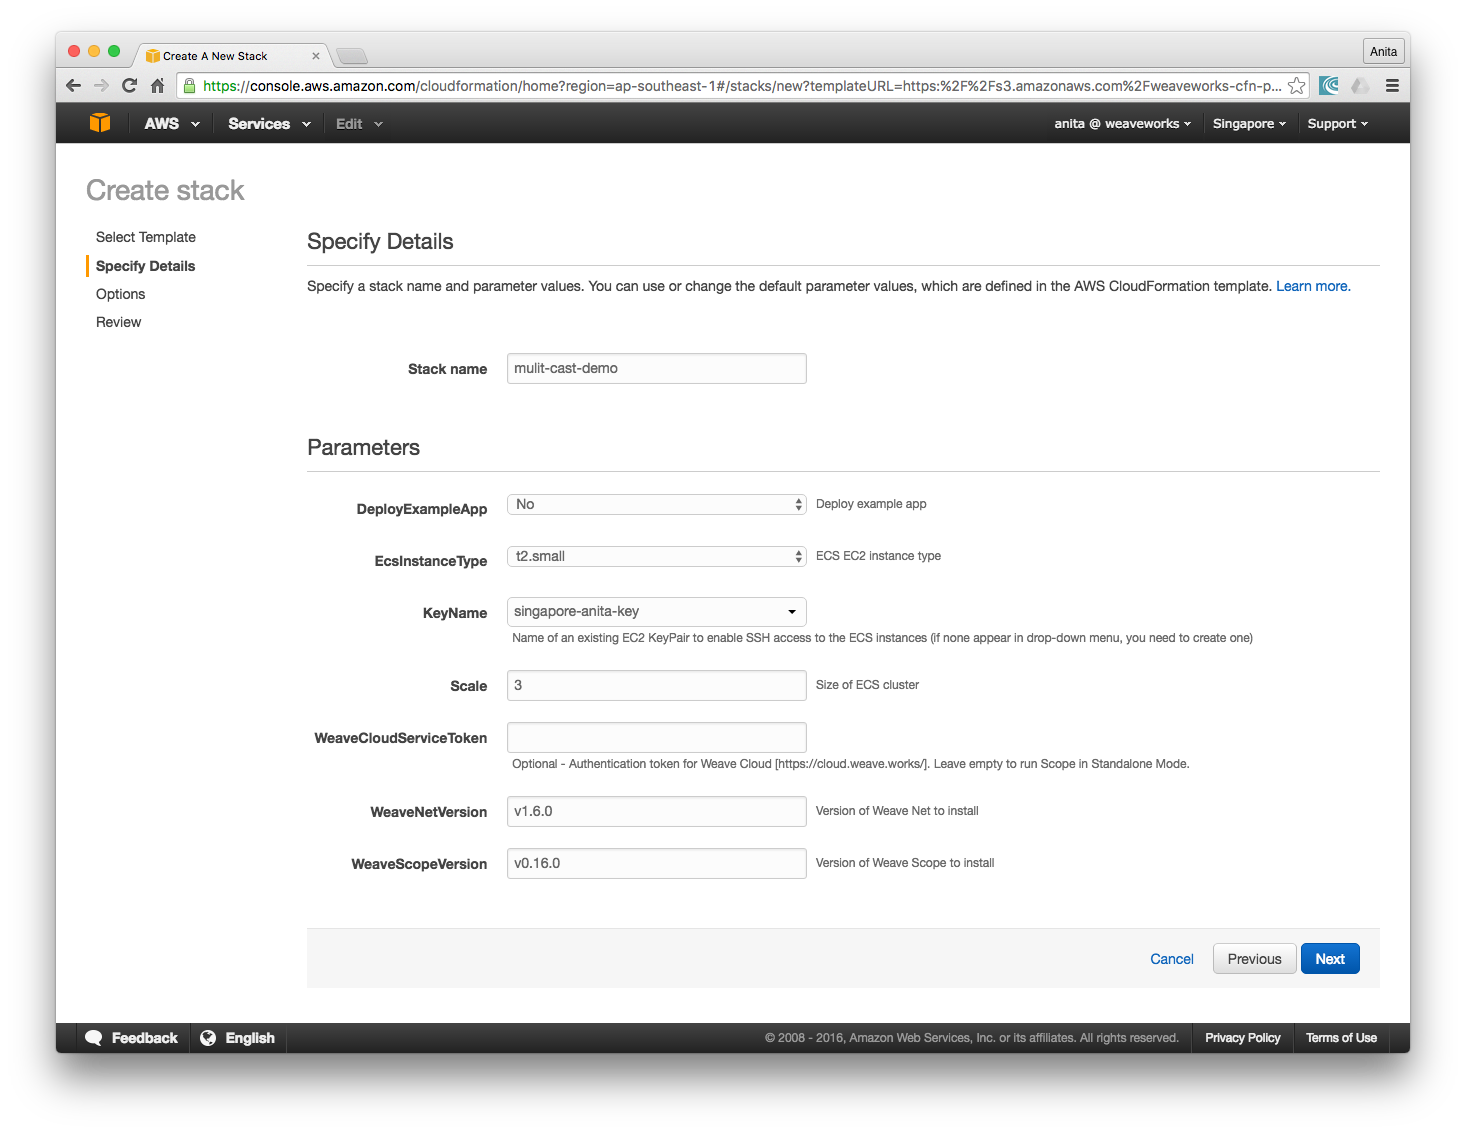 Create A New Stack
Anita
https://console.aws.amazon.com/cloudformation/home?region=ap-southeast-1#/stacks/new?templateURL=https:%2F%2Fs3.amazonaws.com%2Fweaveworks-cfn-p...
AWS Services Edit anita @ weaveworks Singapore Support
Create stack
Select Template
Specify Details
Options
Review
Specify Details
Specify a stack name and parameter values. You can use or change the default parameter values, which are defined in the AWS CloudFormation template. Learn more.
Stack name mulit-cast-demo
Parameters
DeployExampleApp No Deploy example app
EcsInstanceType t2.small ECS EC2 instance type
KeyName singapore-anita-key
Name of an existing EC2 KeyPair to enable SSH access to the ECS instances (if none appear in drop-down menu, you need to create one)
Scale 3 Size of ECS cluster
WeaveCloudServiceToken
Optional - Authentication token for Weave Cloud [https://cloud.weave.works/]. Leave empty to run Scope in Standalone Mode.
WeaveNetVersion v1.6.0 Version of Weave Net to install
WeaveScopeVersion v0.16.0 Version of Weave Scope to install
Cancel Previous Next
Feedback English © 2008 - 2016, Amazon Web Services, Inc. or its affiliates. All rights reserved. Privacy Policy Terms of Use